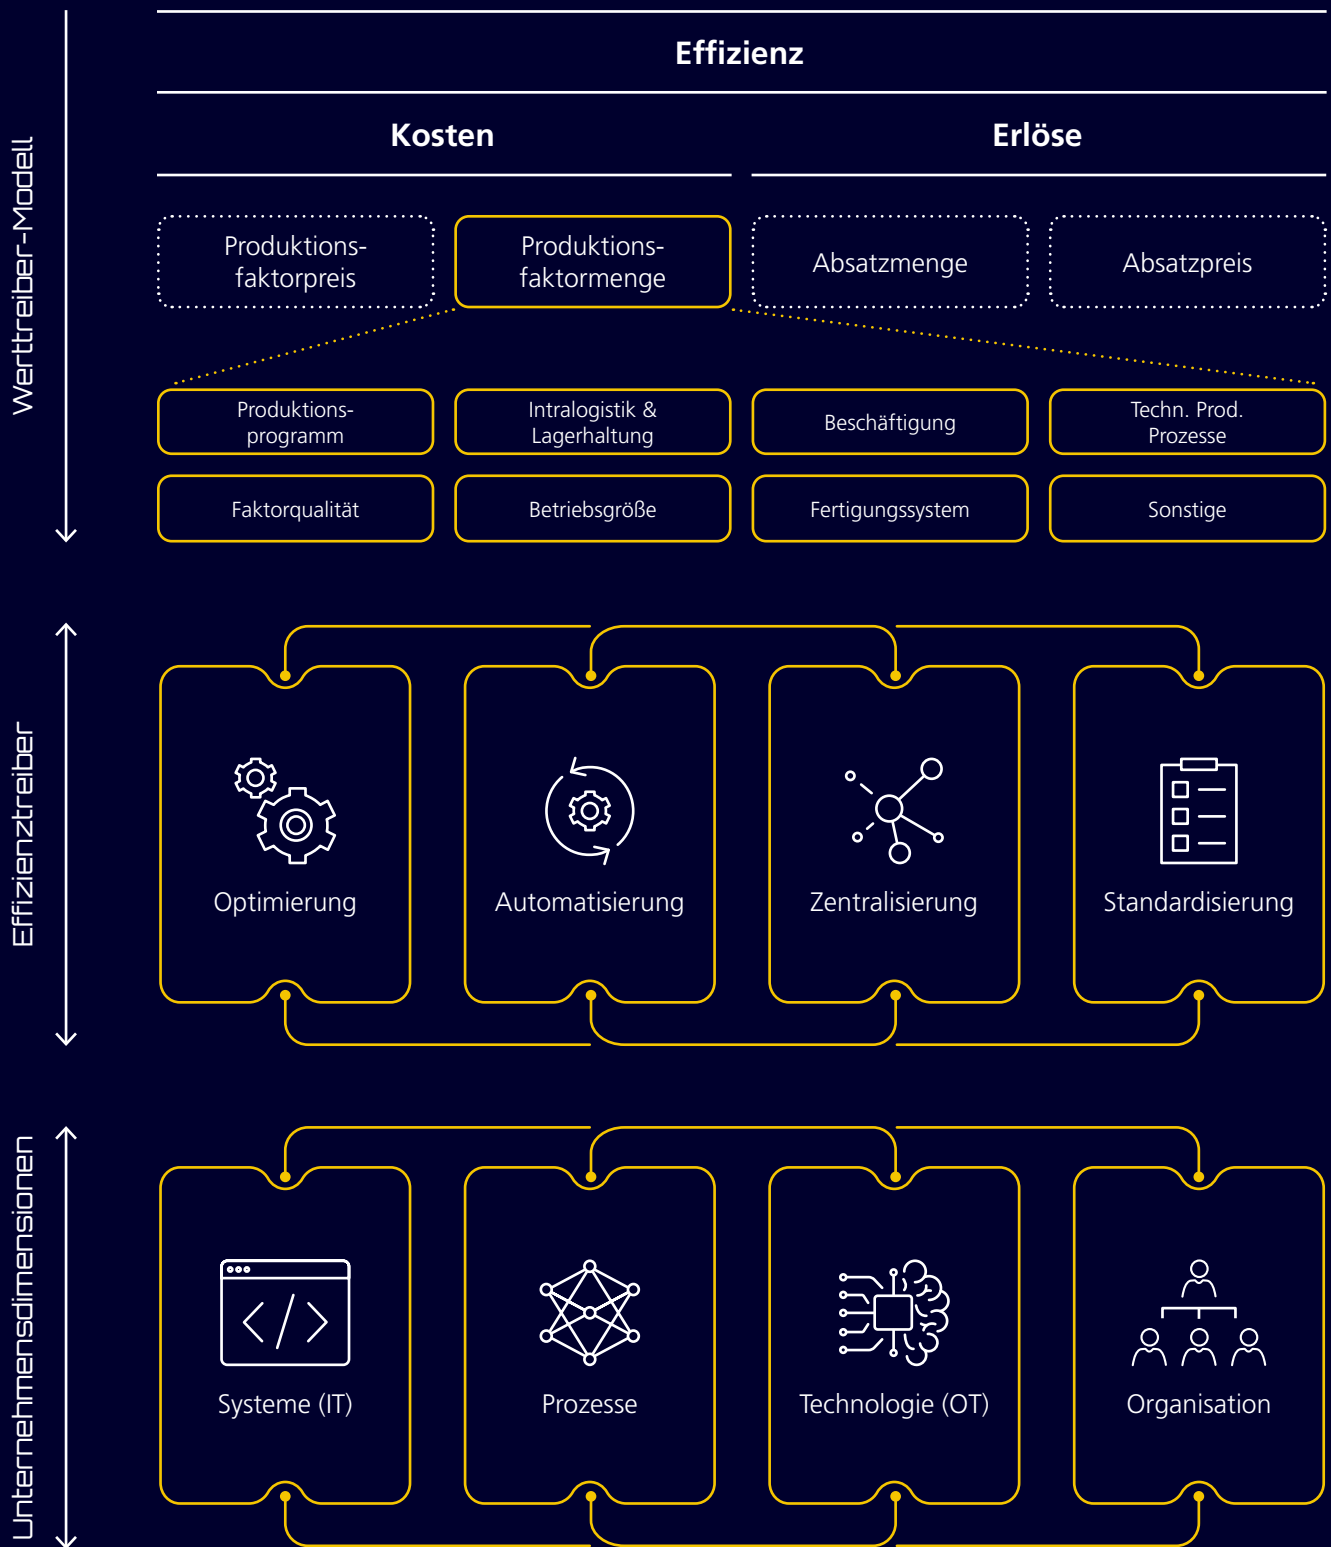 Werttreiber-Modell
Effizienz
Kosten
Erlöse
Produktions-
faktorpreis
Produktions-
faktormenge
Absatzmenge
Absatzpreis
Produktions-
programm
Intralogistik &
Lagerhaltung
Beschäftigung
Techn. Prod.
Prozesse
Faktorqualität
Betriebsgröße
Fertigungssystem
Sonstige
Effizienztreiber
Optimierung
Automatisierung
Zentralisierung
Standardisierung
Unternehmensdimensionen
Systeme (IT)
Prozesse
Technologie (OT)
Organisation